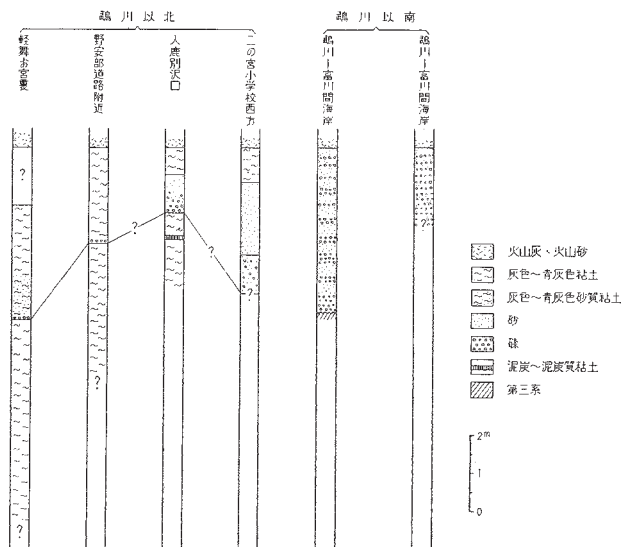 鵡川以北
鵡川以南
軽舞お宮裏
野安部道路附近
入鹿別沢口
二の宮小学校西方
鵡川～富川間海岸
鵡川～富川間海岸
?
?
?
?
?
?
?
火山灰、火山砂
灰色～青灰色粘土
灰色～青灰色砂質粘土
砂
礫
泥炭～泥炭質粘土
第三系
2m
1
0